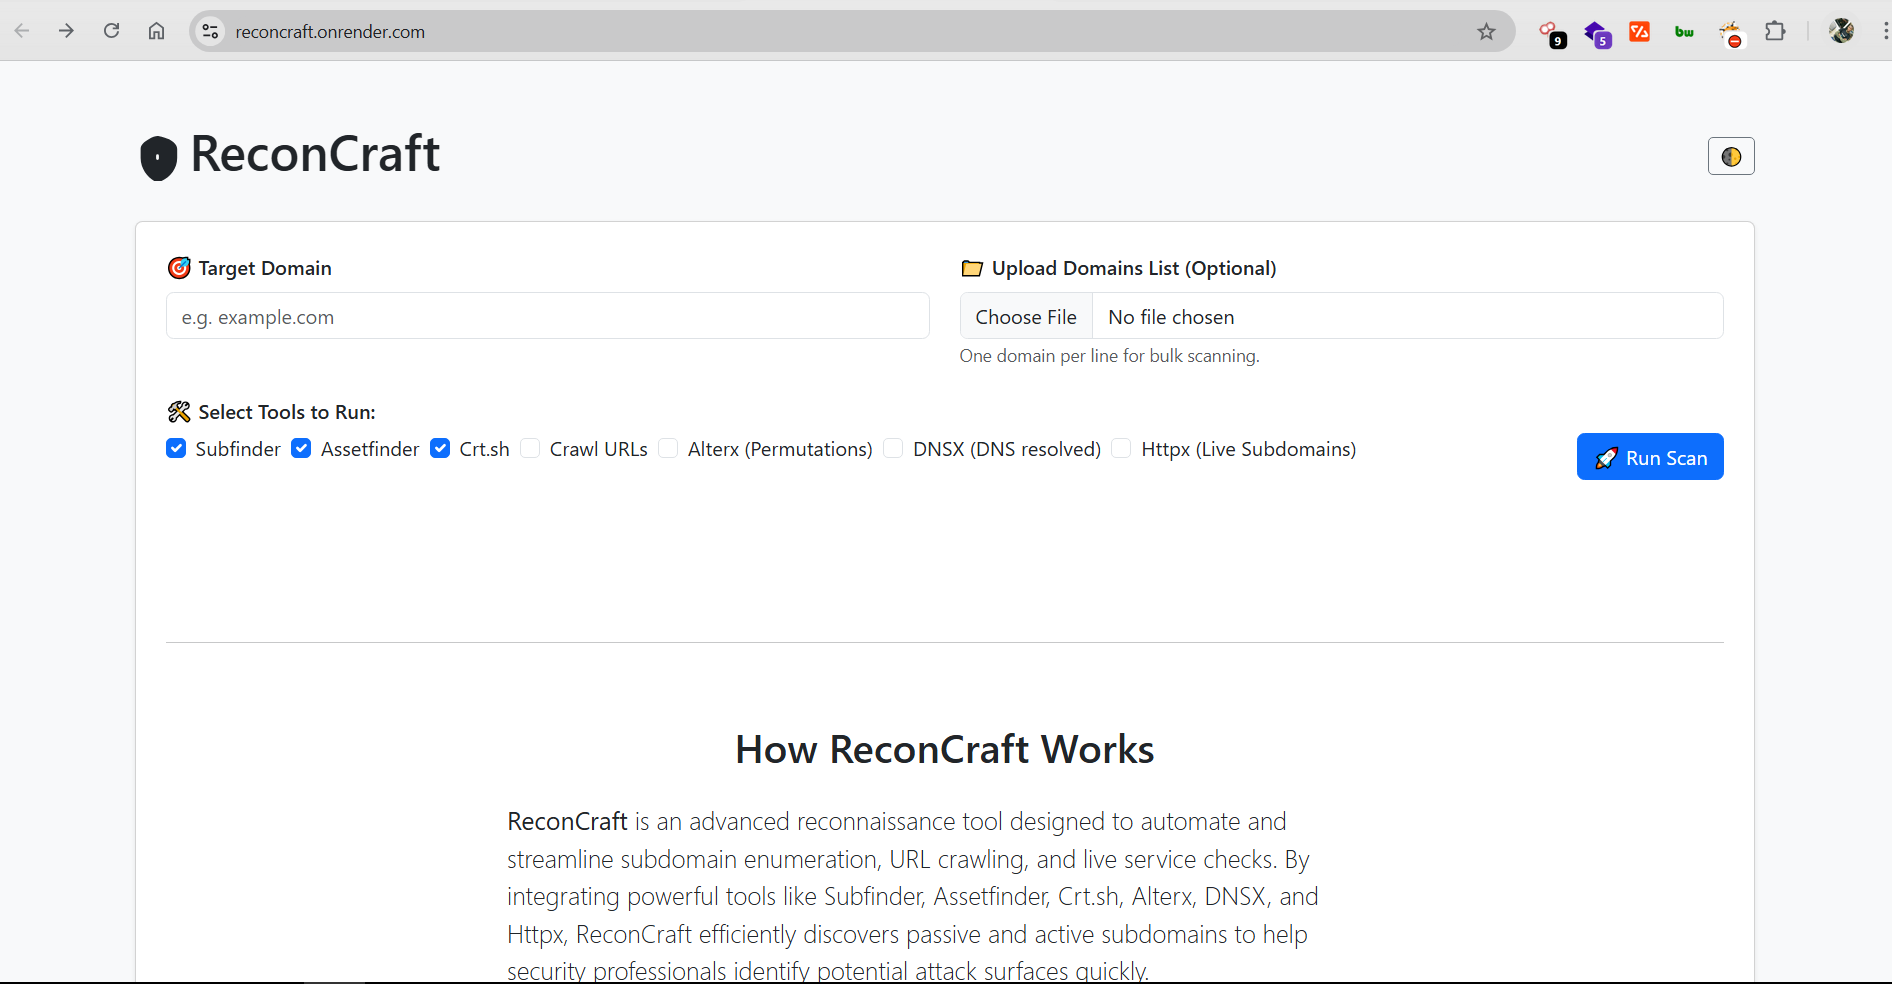 reconcraft.onrender.com
9
5
bw
ReconCraft
Target Domain
Upload Domains List (Optional)
e.g. example.com
Choose File No file chosen
One domain per line for bulk scanning.
Select Tools to Run:
Subfinder Assetfinder Crt.sh Crawl URLs Alterx (Permutations) DNSX (DNS resolved) Httpx (Live Subdomains)
Run Scan
How ReconCraft Works
ReconCraft is an advanced reconnaissance tool designed to automate and
streamline subdomain enumeration, URL crawling, and live service checks. By
integrating powerful tools like Subfinder, Assetfinder, Crt.sh, Alterx, DNSX, and
Httpx, ReconCraft efficiently discovers passive and active subdomains to help
security professionals identify potential attack surfaces quickly.